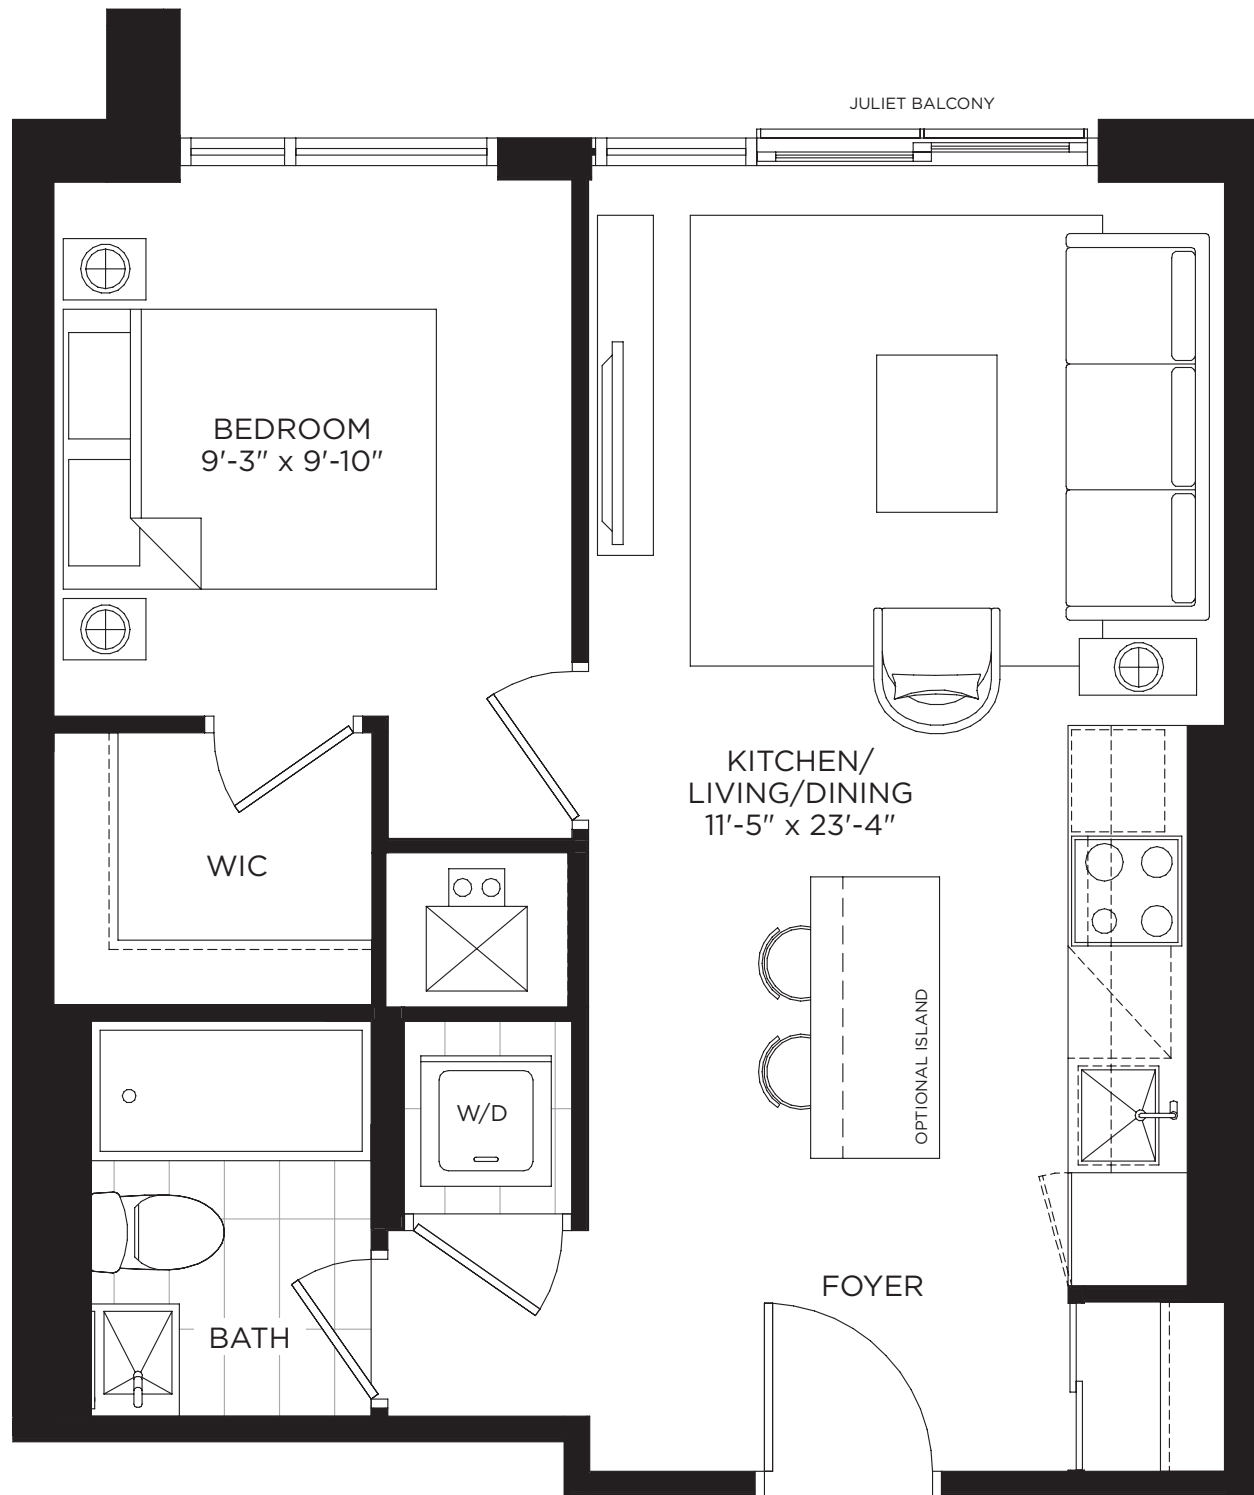 JULIET BALCONY
BEDROOM
9'-3" x 9'-10"
KITCHEN/
LIVING/DINING
11'-5" x 23'-4"
WIC
OPTIONAL ISLAND
W/D
FOYER
BATH